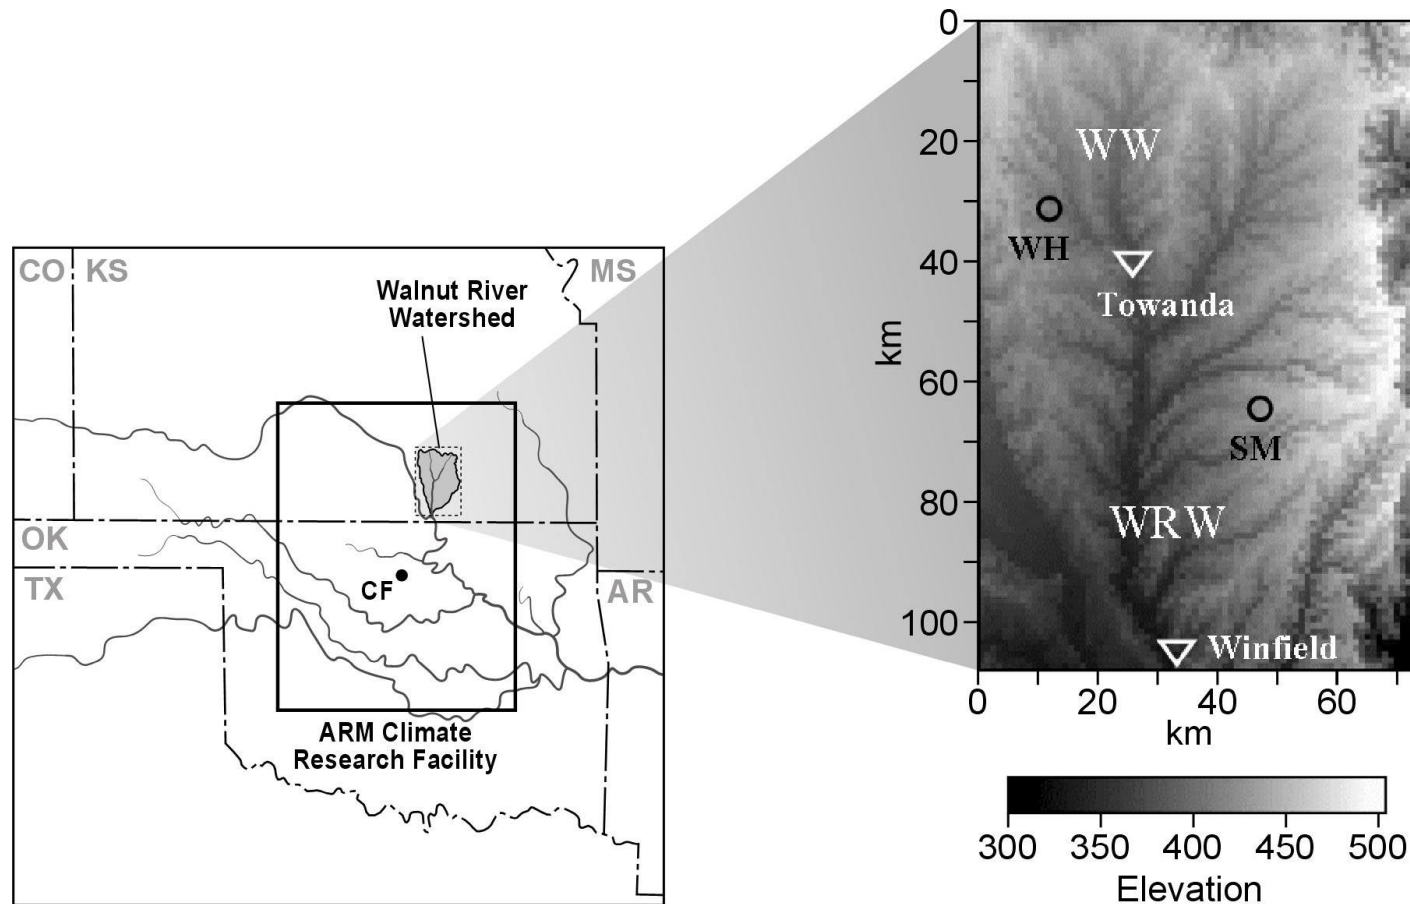 CO
KS
MS
Walnut River
Watershed
OK
TX
CF
AR
ARM Climate
Research Facility
0
20
40
60
80
100
km
WW
WH
Towanda
SM
WRW
Winfield
0
20
40
60
km
300
350
400
450
500
Elevation